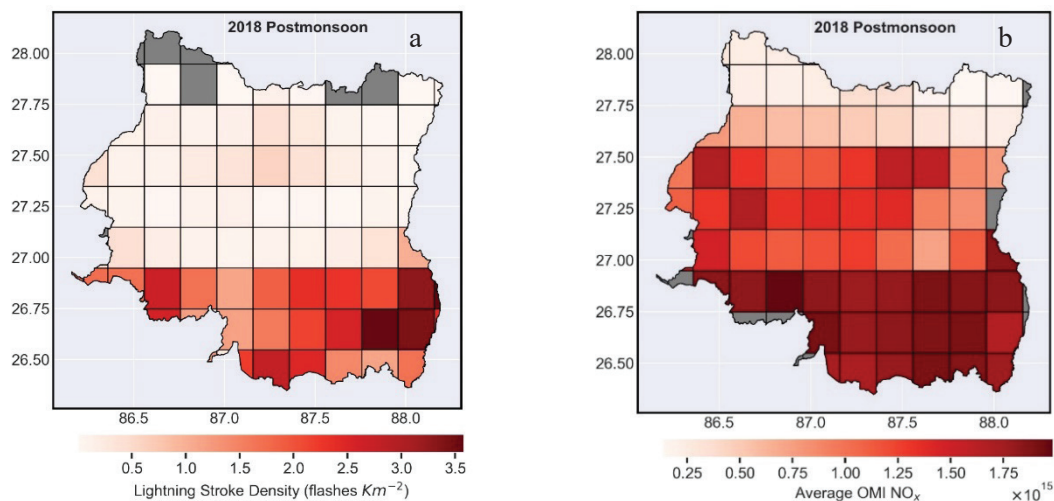 2018 Postmonsoon
a
28.00
27.75
27.50
27.25
27.00
26.75
26.50
86.5 87.0 87.5 88.0
0.5 1.0 1.5 2.0 2.5 3.0 3.5
Lightning Stroke Density (flashes Km⁻²)
2018 Postmonsoon
b
28.00
27.75
27.50
27.25
27.00
26.75
26.50
26.25
86.5 87.0 87.5 88.0
0.25 0.50 0.75 1.00 1.25 1.50 1.75
×10¹⁵
Average OMI NOₓ